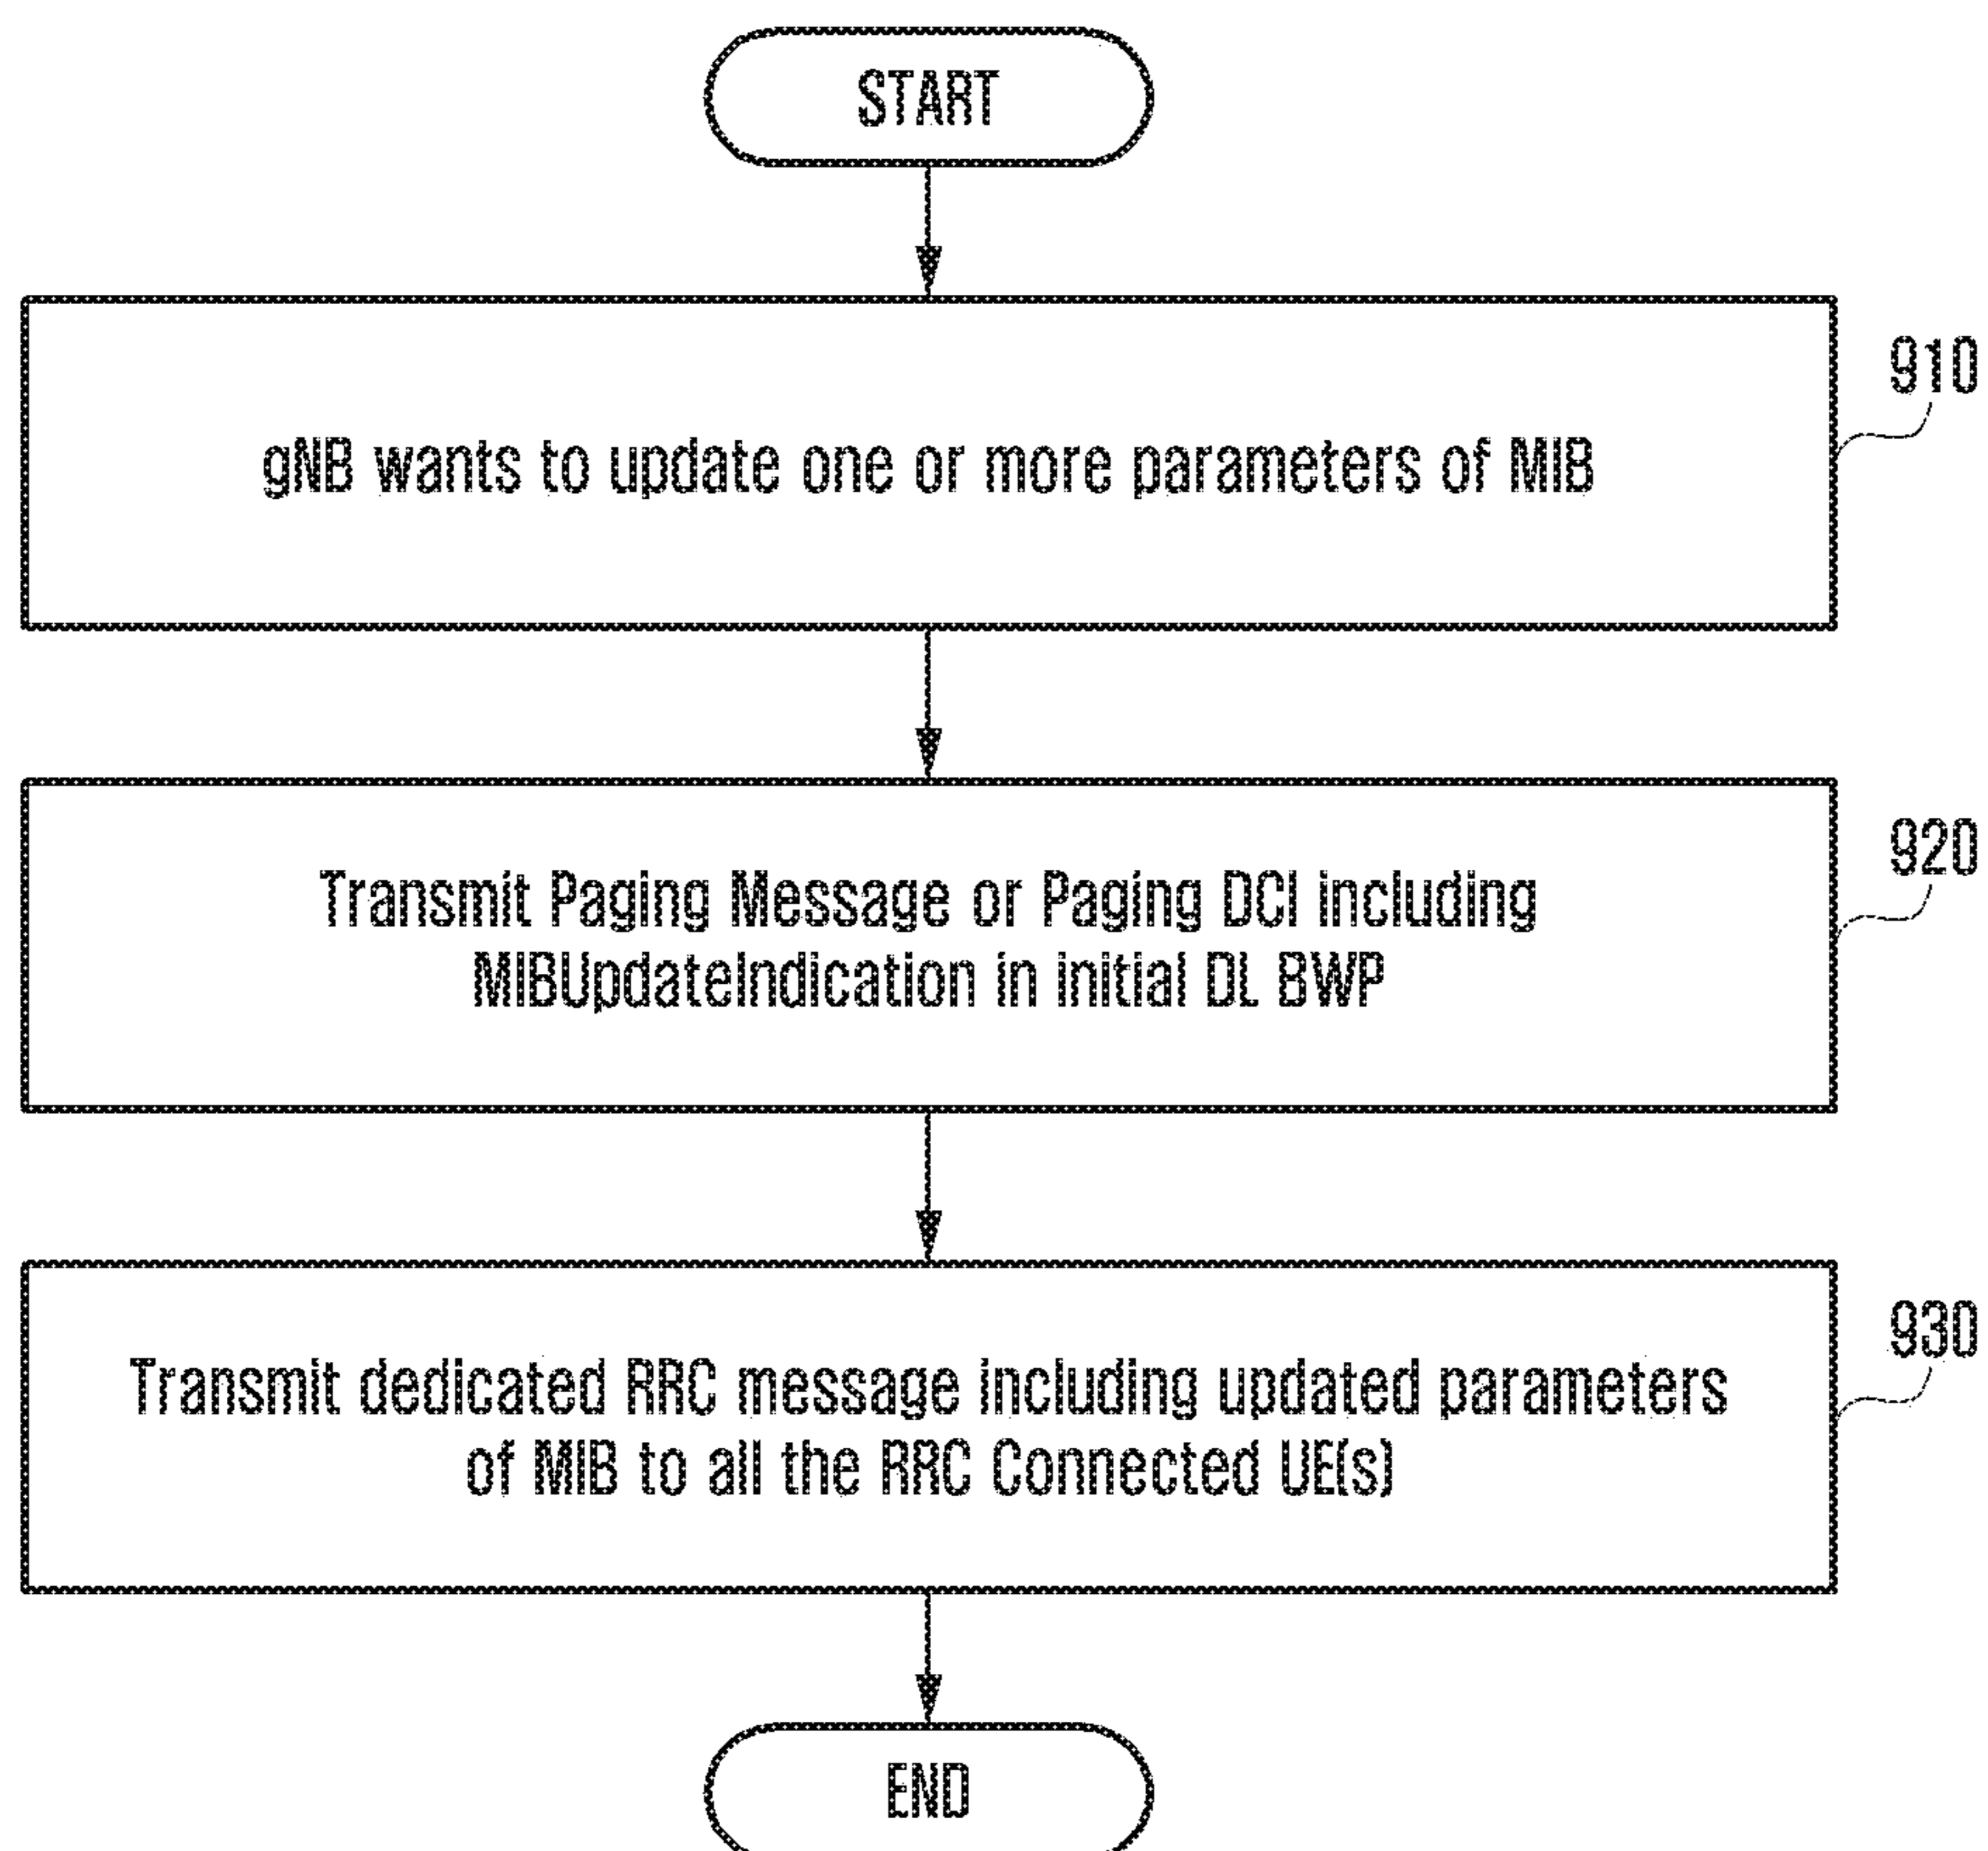 START
910
gNB wants to update one or more parameters of MIB
920
Transmit Paging Message or Paging DCI including
MIBUpdateIndication in initial DL BWP
930
Transmit dedicated RRC message including updated parameters
of MIB to all the RRC Connected UE(s)
END